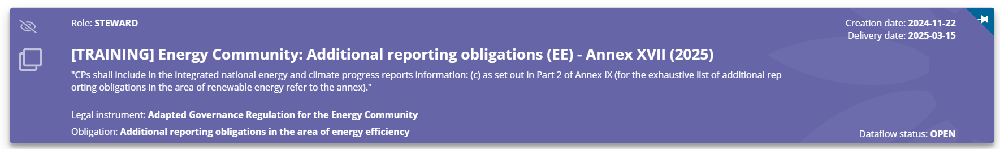 Role: STEWARD
Creation date: 2024-11-22
Delivery date: 2025-03-15
[TRAINING] Energy Community: Additional reporting obligations (EE) - Annex XVII (2025)
"CPs shall include in the integrated national energy and climate progress reports information: (c) as set out in Part 2 of Annex IX (for the exhaustive list of additional rep
orting obligations in the area of renewable energy refer to the annex)."
Legal instrument: Adapted Governance Regulation for the Energy Community
Obligation: Additional reporting obligations in the area of energy efficiency
Dataflow status: OPEN